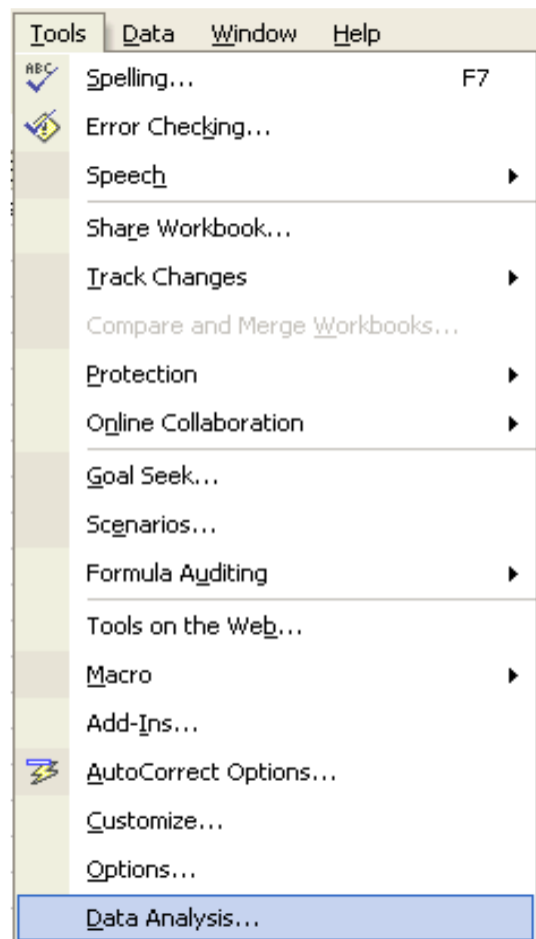 Tools Data Window Help
ABC Spelling... F7
Error Checking...
Speech
Share Workbook...
Track Changes
Compare and Merge Workbooks...
Protection
Online Collaboration
Goal Seek...
Scenarios...
Formula Auditing
Tools on the Web...
Macro
Add-Ins...
AutoCorrect Options...
Customize...
Options...
Data Analysis...